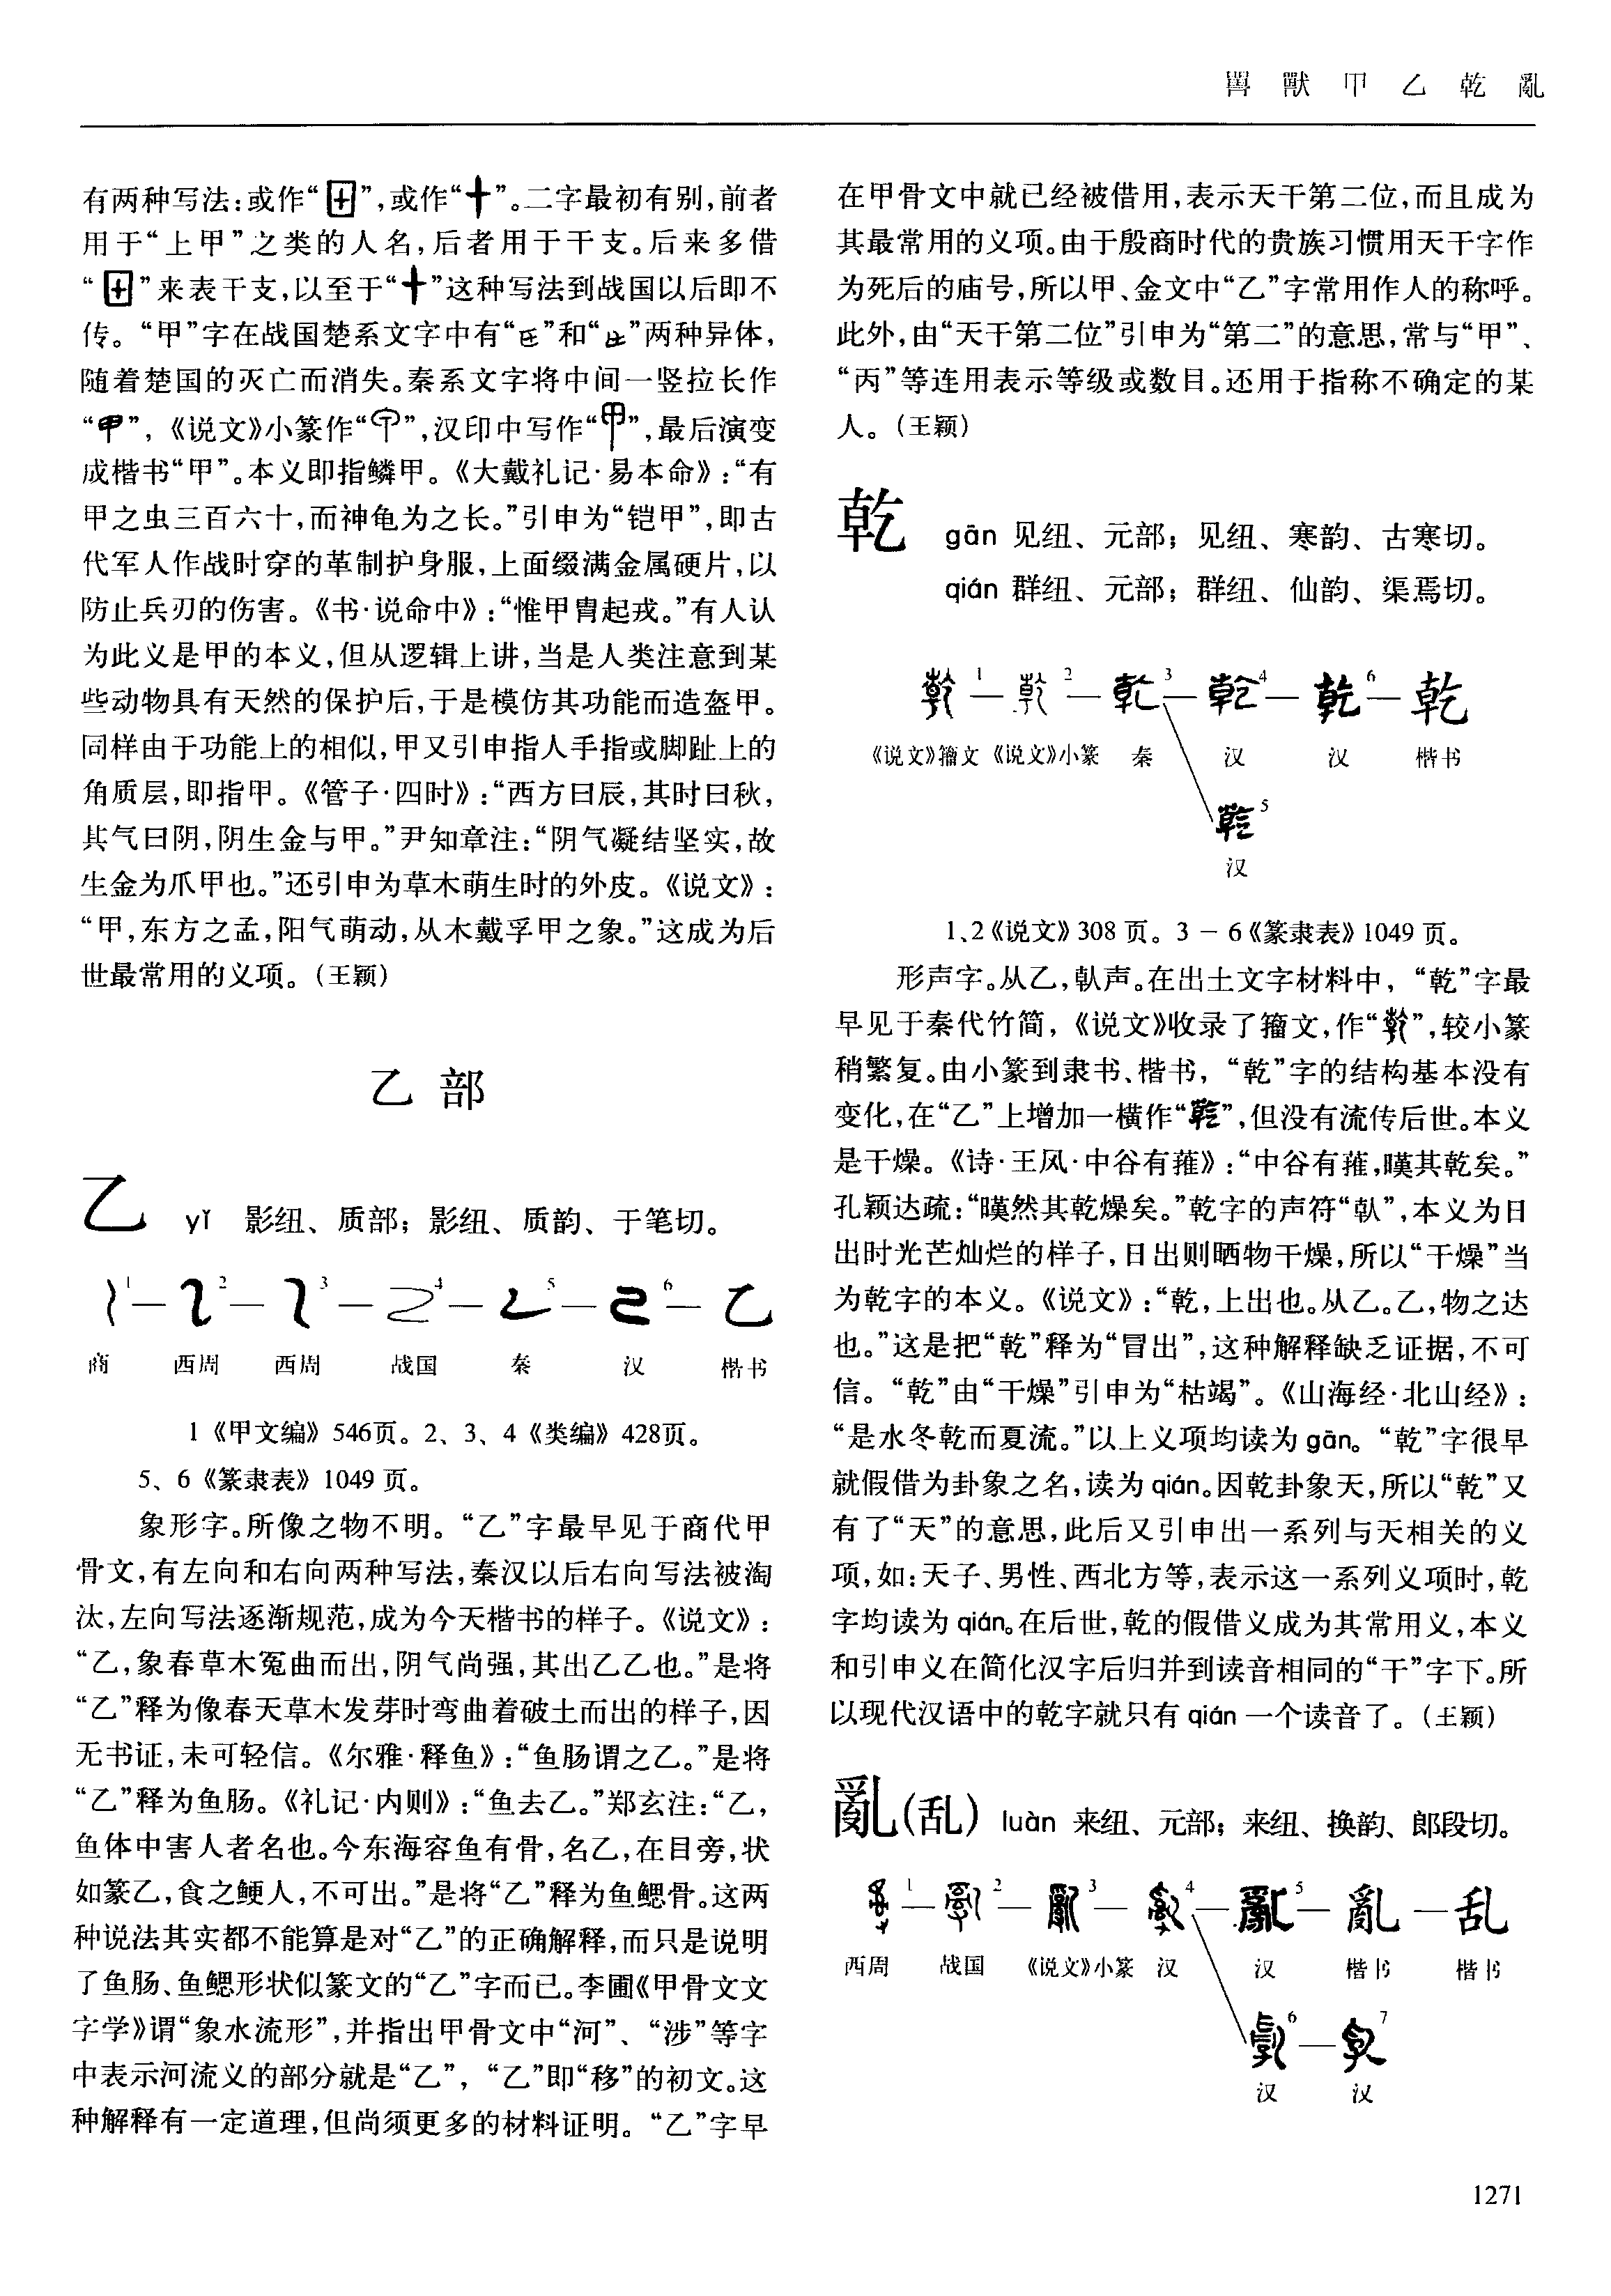 獸 甲 乙 乾 亂
有两种写法:或作“”,或作“”。二字最初有别,前者
用于“上甲”之类的人名,后者用于干支。后来多借
“”来表干支,以至于“”这种写法到战国以后即不
传。“甲”字在战国楚系文字中有“”和“”两种异体,
随着楚国的灭亡而消失。秦系文字将中间一竖拉长作
“”,《说文》小篆作“”,汉印中写作“”,最后演变
成楷书“甲”。本义即指鳞甲。《大戴礼记·易本命》:“有
甲之虫三百六十,而神龟为之长。”引申为“铠甲”,即古
代军人作战时穿的革制护身服,上面缀满金属硬片,以
防止兵刃的伤害。《书·说命中》:“惟甲胄起戎。”有人认
为此义是甲的本义,但从逻辑上讲,当是人类注意到某
些动物具有天然的保护后,于是模仿其功能而造盔甲。
同样由于功能上的相似,甲又引申指人手指或脚趾上的
角质层,即指甲。《管子·四时》:“西方曰辰,其时曰秋,
其气曰阴,阴生金与甲。”尹知章注:“阴气凝结坚实,故
生金为爪甲也。”还引申为草木萌生时的外皮。《说文》:
“甲,东方之孟,阳气萌动,从木戴孚甲之象。”这成为后
世最常用的义项。(王颖)
乙 部
乙 yǐ 影纽、质部;影纽、质韵、于笔切。
1 — 2 — 3 — 4 — 5 — 6 — 乙
商 西周 西周 战国 秦 汉 楷书
1《甲文编》546页。2、3、4《类编》428页。
5、6《篆隶表》1049 页。
象形字。所像之物不明。“乙”字最早见于商代甲
骨文,有左向和右向两种写法,秦汉以后右向写法被淘
汰,左向写法逐渐规范,成为今天楷书的样子。《说文》:
“乙,象春草木冤曲而出,阴气尚强,其出乙乙也。”是将
“乙”释为像春天草木发芽时弯曲着破土而出的样子,因
无书证,未可轻信。《尔雅·释鱼》:“鱼肠谓之乙。”是将
“乙”释为鱼肠。《礼记·内则》:“鱼去乙。”郑玄注:“乙,
鱼体中害人者名也。今东海容鱼有骨,名乙,在目旁,状
如篆乙,食之鲠人,不可出。”是将“乙”释为鱼鳃骨。这两
种说法其实都不能算是对“乙”的正确解释,而只是说明
了鱼肠、鱼鳃形状似篆文的“乙”字而已。李圃《甲骨文文
字学》谓“象水流形”,并指出甲骨文中“河”、“涉”等字
中表示河流义的部分就是“乙”,“乙”即“移”的初文。这
种解释有一定道理,但尚须更多的材料证明。“乙”字早
在甲骨文中就已经被借用,表示天干第二位,而且成为
其最常用的义项。由于殷商时代的贵族习惯用天干字作
为死后的庙号,所以甲、金文中“乙”字常用作人的称呼。
此外,由“天干第二位”引申为“第二”的意思,常与“甲”、
“丙”等连用表示等级或数目。还用于指称不确定的某
人。(王颖)
乾 gān 见纽、元部;见纽、寒韵、古寒切。
qián 群纽、元部;群纽、仙韵、渠焉切。
1 — 2 — 3 — 4 — 6 — 乾
《说文》籀文 《说文》小篆 秦 汉 汉 楷书
5
汉
1、2《说文》308 页。3 – 6《篆隶表》1049 页。
形声字。从乙,倝声。在出土文字材料中,“乾”字最
早见于秦代竹简,《说文》收录了籀文,作“”,较小篆
稍繁复。由小篆到隶书、楷书,“乾”字的结构基本没有
变化,在“乙”上增加一横作“”,但没有流传后世。本义
是干燥。《诗·王风·中谷有蓷》:“中谷有蓷,暵其乾矣。”
孔颖达疏:“暵然其乾燥矣。”乾字的声符“倝”,本义为日
出时光芒灿烂的样子,日出则晒物干燥,所以“干燥”当
为乾字的本义。《说文》:“乾,上出也。从乙。乙,物之达
也。”这是把“乾”释为“冒出”,这种解释缺乏证据,不可
信。“乾”由“干燥”引申为“枯竭”。《山海经·北山经》:
“是水冬乾而夏流。”以上义项均读为 gān。“乾”字很早
就假借为卦象之名,读为 qián。因乾卦象天,所以“乾”又
有了“天”的意思,此后又引申出一系列与天相关的义
项,如:天子、男性、西北方等,表示这一系列义项时,乾
字均读为 qián。在后世,乾的假借义成为其常用义,本义
和引申义在简化汉字后归并到读音相同的“干”字下。所
以现代汉语中的乾字就只有 qián 一个读音了。(王颖)
亂(乱) luàn 来纽、元部;来纽、换韵、郎段切。
1 — 2 — 3 — 4 — 5 — 亂 — 乱
西周 战国 《说文》小篆 汉 汉 楷书 楷书
6 — 7
汉 汉
1271